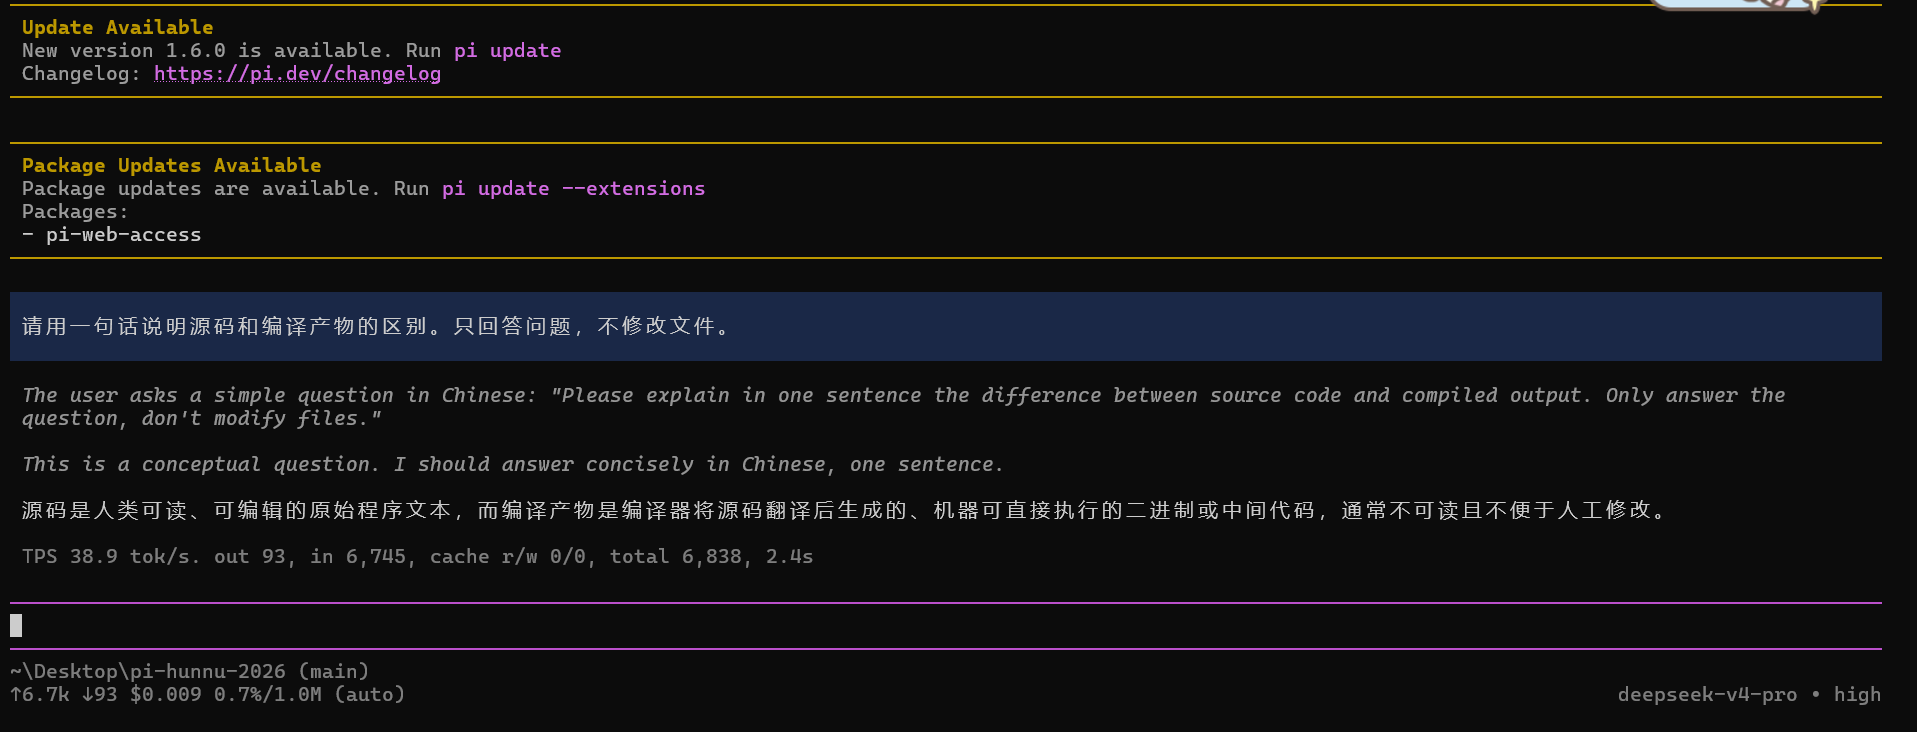 Update Available
New version 1.6.0 is available. Run pi update
Changelog: https://pi.dev/changelog
Package Updates Available
Package updates are available. Run pi update --extensions
Packages:
- pi-web-access
请用一句话说明源码和编译产物的区别。只回答问题，不修改文件。
The user asks a simple question in Chinese: "Please explain in one sentence the difference between source code and compiled output. Only answer the
question, don't modify files."
This is a conceptual question. I should answer concisely in Chinese, one sentence.
源码是人类可读、可编辑的原始程序文本，而编译产物是编译器将源码翻译后生成的、机器可直接执行的二进制或中间代码，通常不可读且不便于人工修改。
TPS 38.9 tok/s. out 93, in 6,745, cache r/w 0/0, total 6,838, 2.4s
~\Desktop\pi-hunnu-2026 (main)
↑6.7k ↓93 $0.009 0.7%/1.0M (auto) deepseek-v4-pro • high